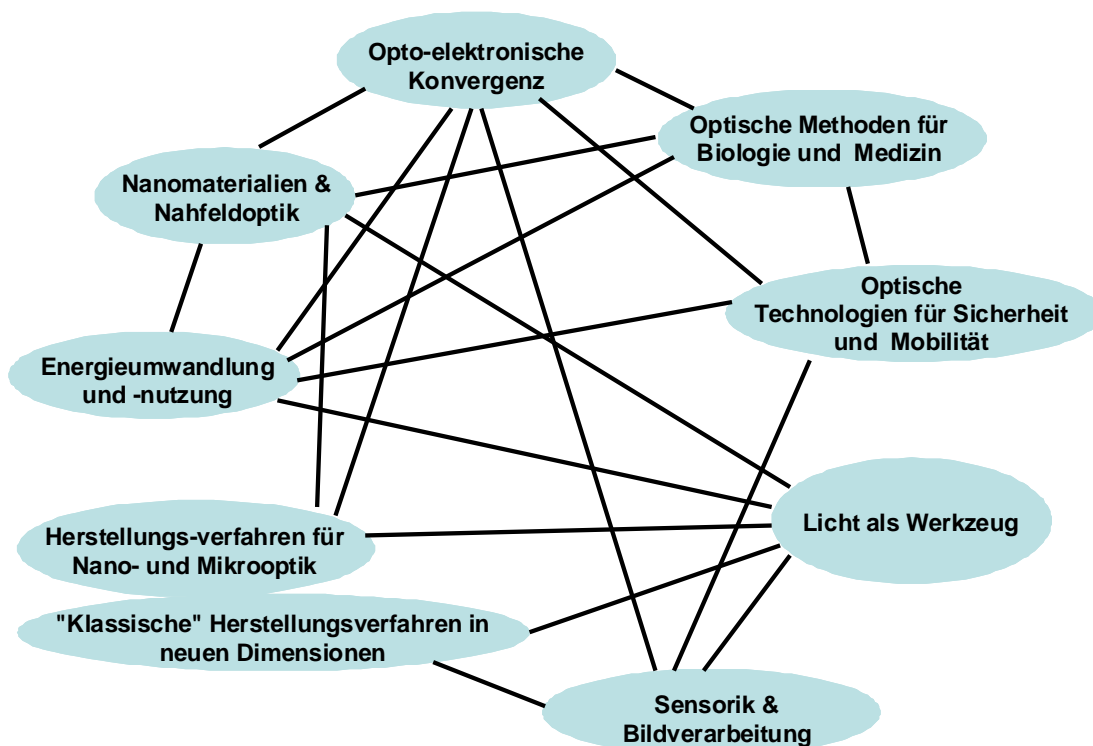 Opto-elektronische
Konvergenz
Optische Methoden für
Biologie und Medizin
Nanomaterialien &
Nahfeldoptik
Optische
Technologien für Sicherheit
und Mobilität
Energieumwandlung
und -nutzung
Licht als Werkzeug
Herstellungs-verfahren für
Nano- und Mikrooptik
"Klassische" Herstellungsverfahren in
neuen Dimensionen
Sensorik &
Bildverarbeitung